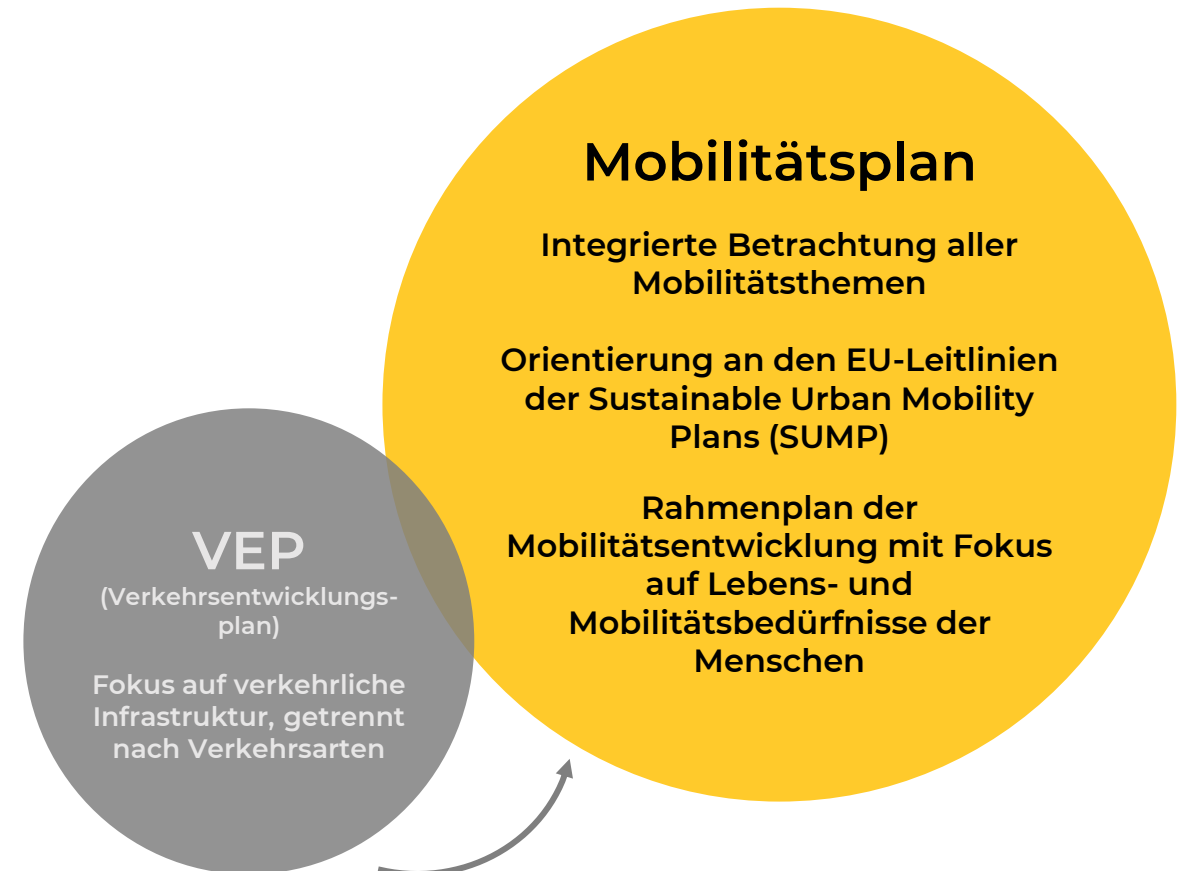 Mobilitätsplan
Integrierte Betrachtung aller
Mobilitätsthemen
Orientierung an den EU-Leitlinien
der Sustainable Urban Mobility
Plans (SUMP)
Rahmenplan der
Mobilitätsentwicklung mit Fokus
auf Lebens- und
Mobilitätsbedürfnisse der
Menschen
VEP
(Verkehrsentwicklungs-
plan)
Fokus auf verkehrliche
Infrastruktur, getrennt
nach Verkehrsarten